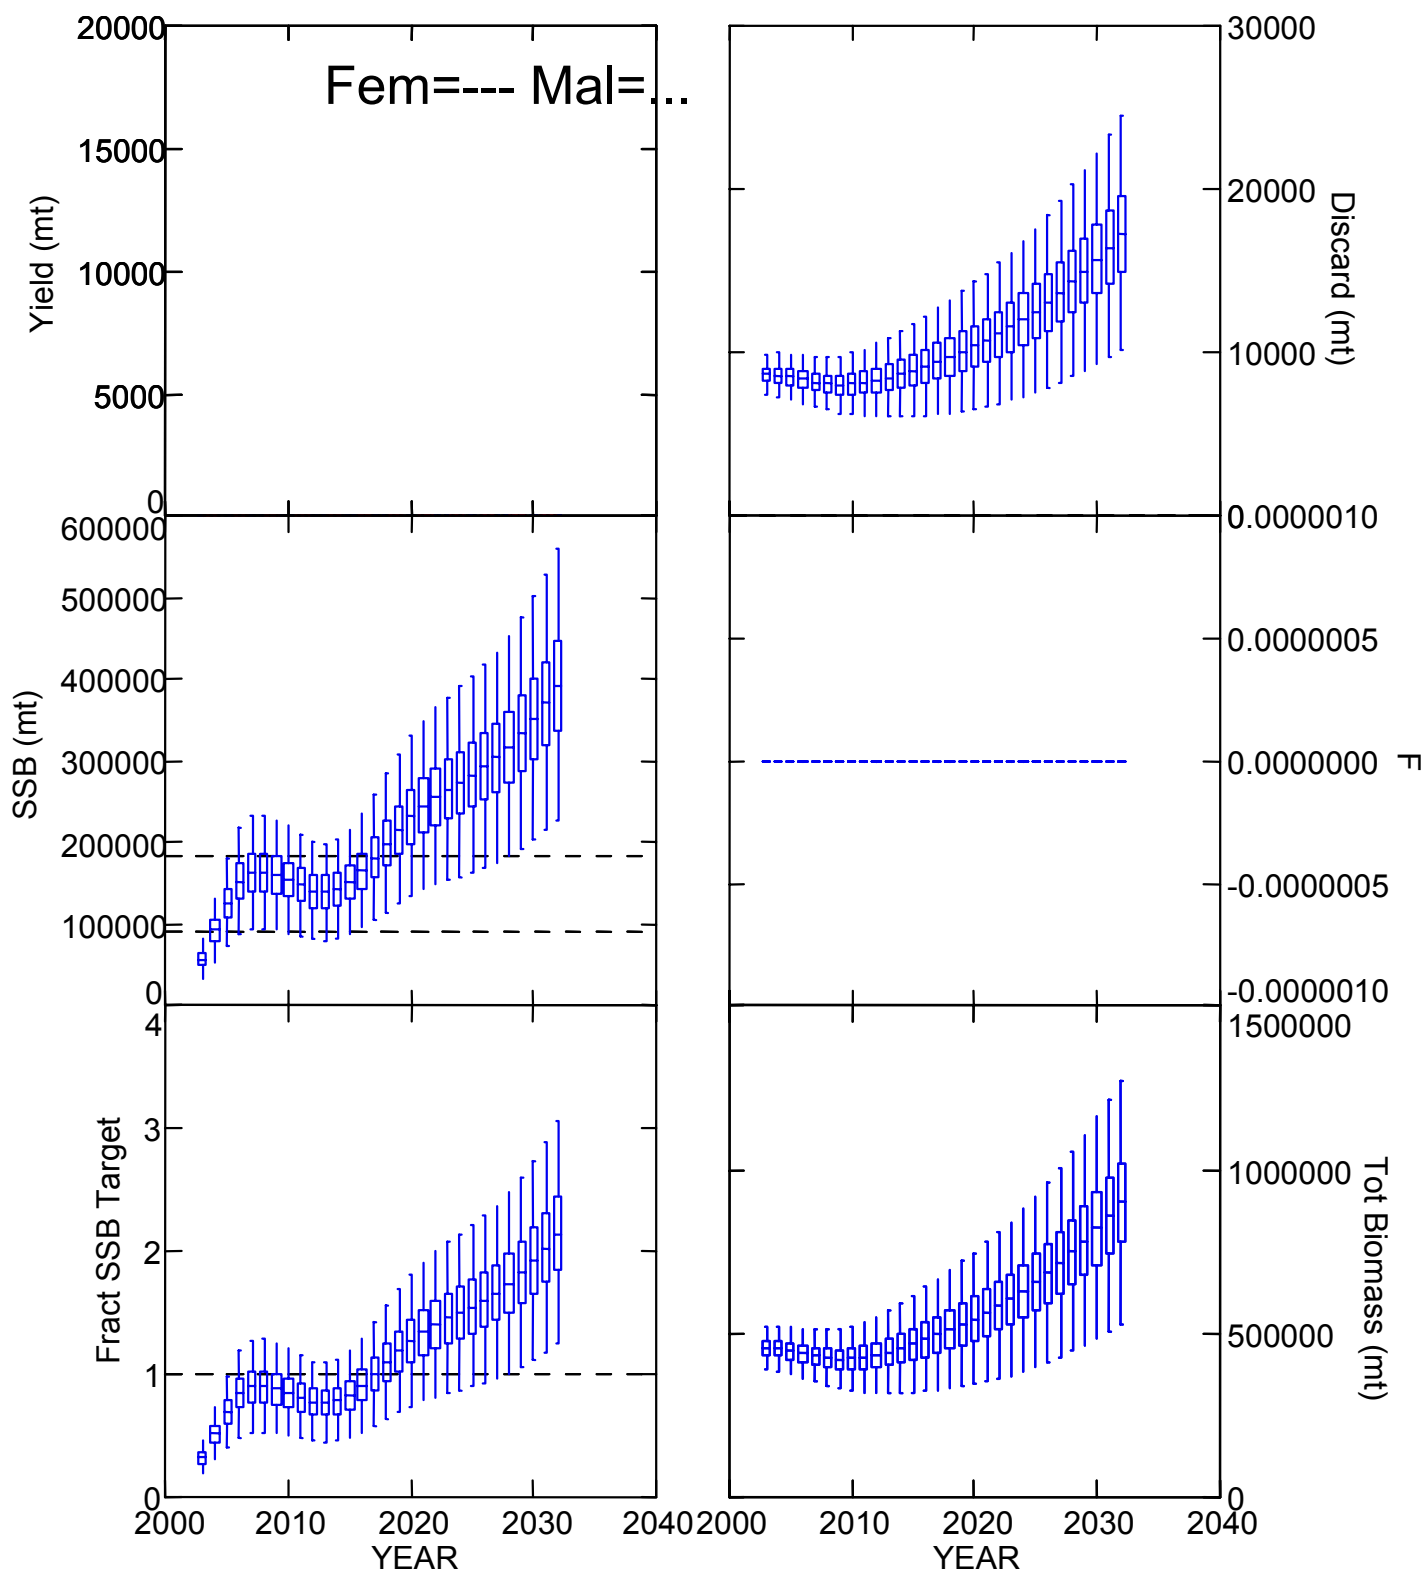 20000
15000
10000
5000
0
Yield (mt)
Fem=--- Mal=...
30000
20000
10000
Discard (mt)
600000
500000
400000
300000
200000
100000
0
SSB (mt)
0.0000010
0.0000005
0.0000000
-0.0000005
-0.0000010
F
4
3
2
1
0
Fract SSB Target
2000 2010 2020 2030 2040
YEAR
1500000
1000000
500000
0
Tot Biomass (mt)
2000 2010 2020 2030 2040
YEAR